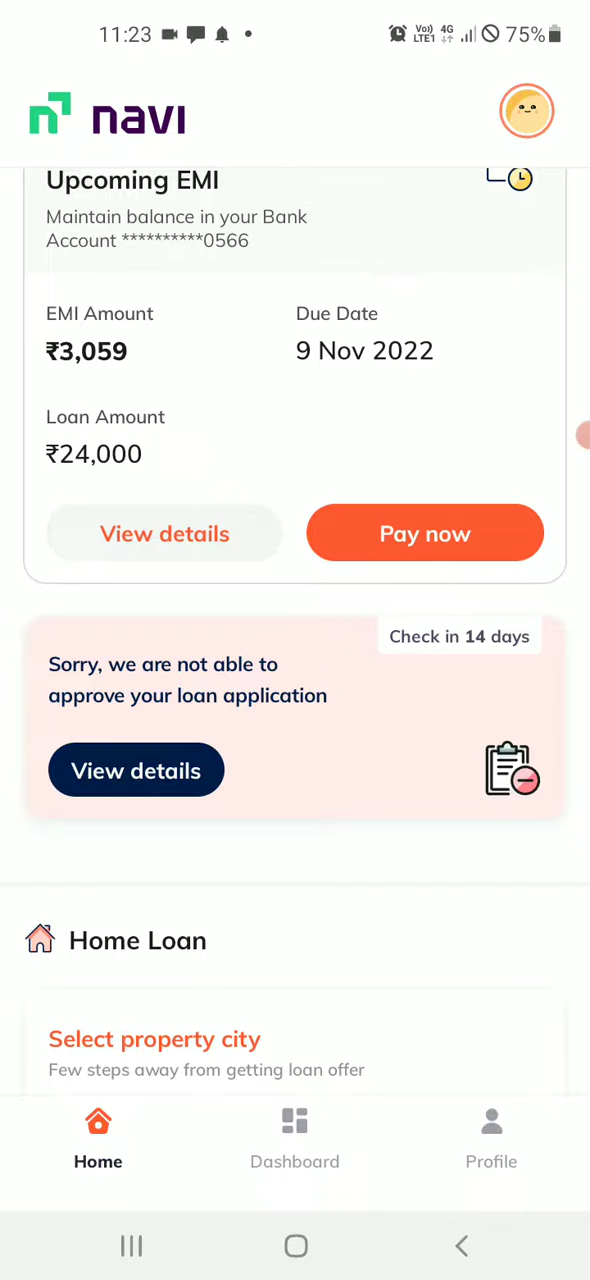 11:23
Vo)) 4G
LTE1
75%
navi
Upcoming EMI
Maintain balance in your Bank
Account **********0566
EMI Amount
Due Date
₹3,059
9 Nov 2022
Loan Amount
₹24,000
View details
Pay now
Check in 14 days
Sorry, we are not able to
approve your loan application
View details
Home Loan
Select property city
Few steps away from getting loan offer
Home
Dashboard
Profile